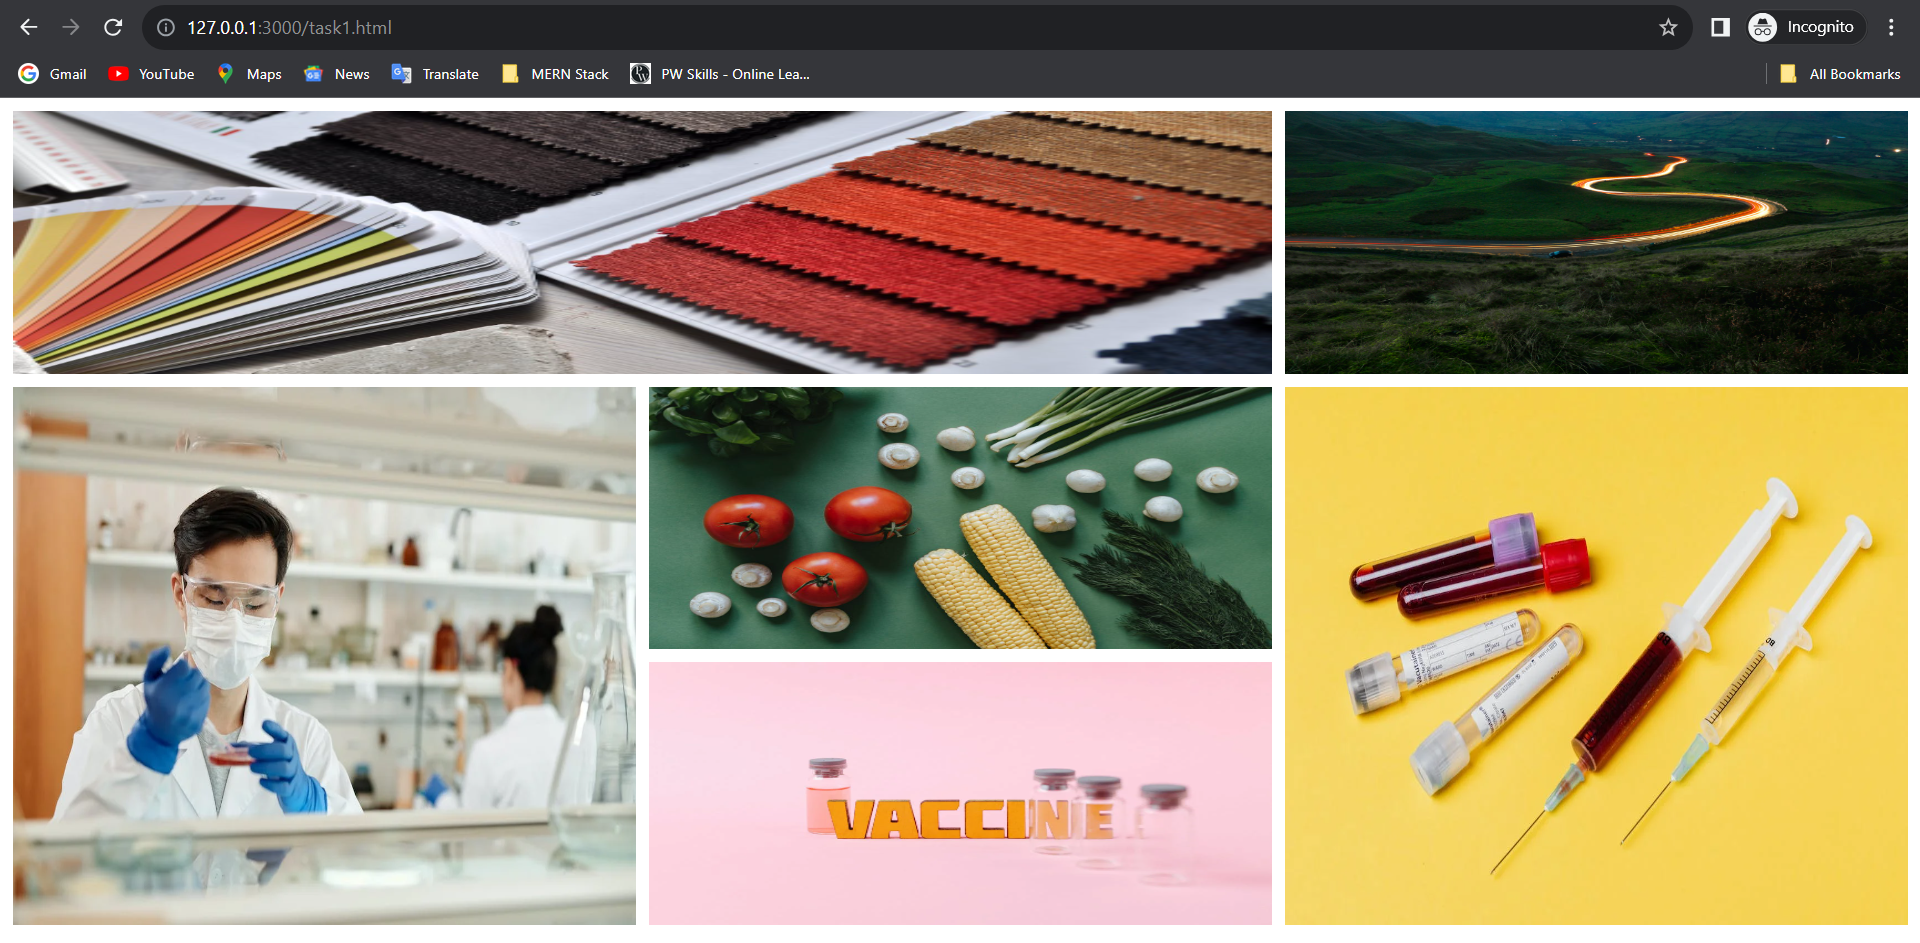 127.0.0.1:3000/task1.html
Incognito
Gmail
YouTube
Maps
News
Translate
MERN Stack
PW Skills - Online Lea...
All Bookmarks
VACCINE